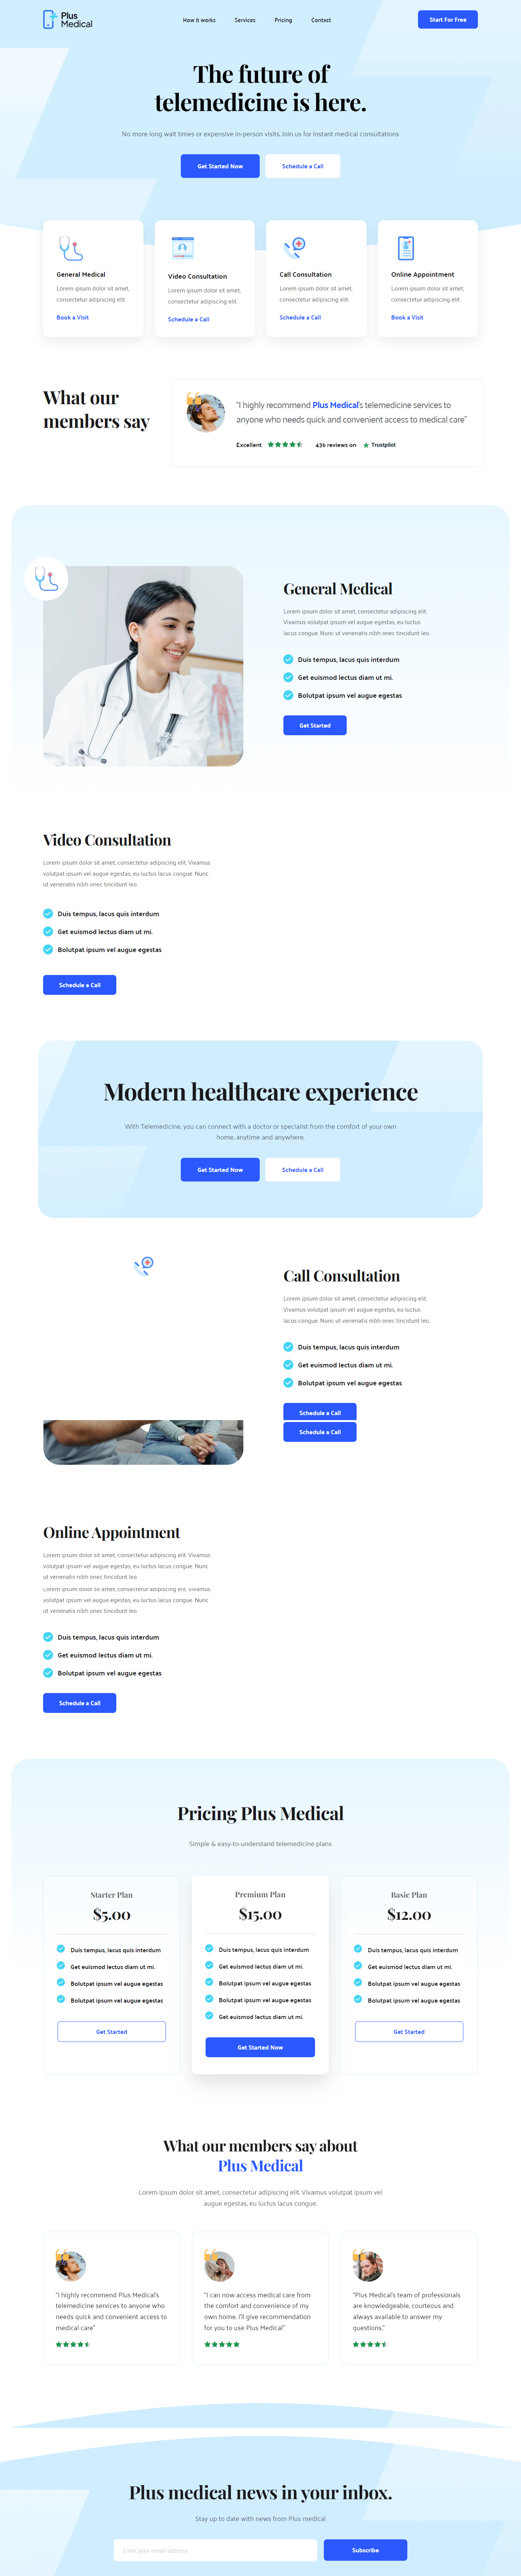 Plus
Medical
How it works
Services
Pricing
Contact
Start For Free
The future of
telemedicine is here.
No more long wait times or expensive in-person visits. Join us for instant medical consultations
Get Started Now
Schedule a Call
General Medical
Lorem ipsum dolor sit amet,
consectetur adipiscing elit.
Book a Visit
Video Consultation
Lorem ipsum dolor sit amet,
consectetur adipiscing elit.
Schedule a Call
Call Consultation
Lorem ipsum dolor sit amet,
consectetur adipiscing elit.
Schedule a Call
Online Appointment
Lorem ipsum dolor sit amet,
consectetur adipiscing elit.
Book a Visit
What our
members say
"I highly recommend Plus Medical's telemedicine services to
anyone who needs quick and convenient access to medical care"
Excellent
436 reviews on
Trustpilot
General Medical
Lorem ipsum dolor sit amet, consectetur adipiscing elit.
Vivamus volutpat ipsum vel augue egestas, eu luctus
lacus congue. Nunc ut venenatis nibh onec tincidunt leo.
Duis tempus, lacus quis interdum
Get euismod lectus diam ut mi.
Bolutpat ipsum vel augue egestas
Get Started
Video Consultation
Lorem ipsum dolor sit amet, consectetur adipiscing elit. Vivamus
volutpat ipsum vel augue egestas, eu luctus lacus congue. Nunc
ut venenatis nibh onec tincidunt leo.
Duis tempus, lacus quis interdum
Get euismod lectus diam ut mi.
Bolutpat ipsum vel augue egestas
Schedule a Call
Modern healthcare experience
With Telemedicine, you can connect with a doctor or specialist from the comfort of your own
home, anytime and anywhere.
Get Started Now
Schedule a Call
Call Consultation
Lorem ipsum dolor sit amet, consectetur adipiscing elit.
Vivamus volutpat ipsum vel augue egestas, eu luctus
lacus congue. Nunc ut venenatis nibh onec tincidunt leo.
Duis tempus, lacus quis interdum
Get euismod lectus diam ut mi.
Bolutpat ipsum vel augue egestas
Schedule a Call
Schedule a Call
Online Appointment
Lorem ipsum dolor sit amet, consectetur adipiscing elit. Vivamus
volutpat ipsum vel augue egestas, eu luctus lacus congue. Nunc
ut venenatis nibh onec tincidunt leo.
Lorem ipsum dolor sit amet, consectetur adipiscing elit. Vivamus
volutpat ipsum vel augue egestas, eu luctus lacus congue. Nunc
ut venenatis nibh onec tincidunt leo.
Duis tempus, lacus quis interdum
Get euismod lectus diam ut mi.
Bolutpat ipsum vel augue egestas
Schedule a Call
Pricing Plus Medical
Simple & easy-to-understand telemedicine plans
Starter Plan
$5.00
Duis tempus, lacus quis interdum
Get euismod lectus diam ut mi.
Bolutpat ipsum vel augue egestas
Bolutpat ipsum vel augue egestas
Get Started
Premium Plan
$15.00
Duis tempus, lacus quis interdum
Get euismod lectus diam ut mi.
Bolutpat ipsum vel augue egestas
Bolutpat ipsum vel augue egestas
Get euismod lectus diam ut mi.
Get Started Now
Basic Plan
$12.00
Duis tempus, lacus quis interdum
Get euismod lectus diam ut mi.
Bolutpat ipsum vel augue egestas
Bolutpat ipsum vel augue egestas
Get Started
What our members say about
Plus Medical
Lorem ipsum dolor sit amet, consectetur adipiscing elit. Vivamus volutpat ipsum vel
augue egestas, eu luctus lacus congue.
"I highly recommend Plus Medical's
telemedicine services to anyone who
needs quick and convenient access to
medical care"
"I can now access medical care from
the comfort and convenience of my
own home. I'll give recommendation
for you to use Plus Medical"
"Plus Medical's team of professionals
are knowledgeable, courteous and
always available to answer my
questions."
Plus medical news in your inbox.
Stay up to date with news from Plus medical
Enter your email address
Subscribe